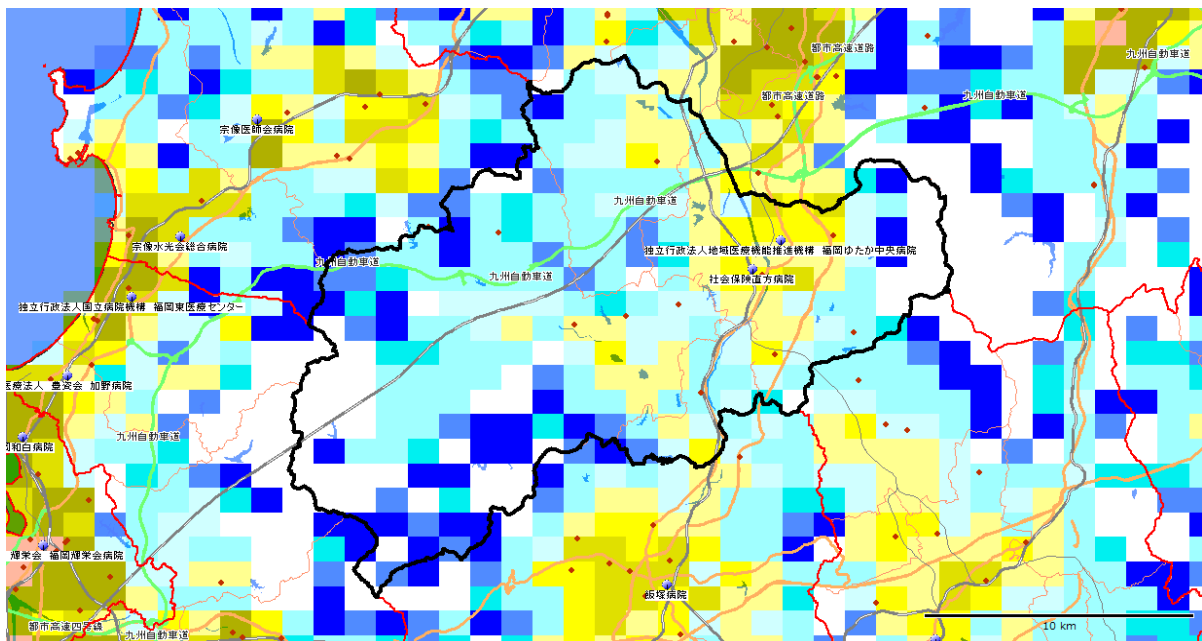 都市高速道路
九州自動車道
都市高速道路
九州自動車道
宗像医師会病院
九州自動車道
宗像水光会総合病院
独立行政法人地域医療機能推進機構 福岡ゆたか中央病院
九州自動車道
九州自動車道
社会保険直方病院
独立行政法人国立病院機構 福岡東医療センター
医療法人 豊資会 加野病院
九州自動車道
岡和白病院
輝栄会 福岡輝栄会病院
飯塚病院
都市高速四号線
九州自動車道
10 km